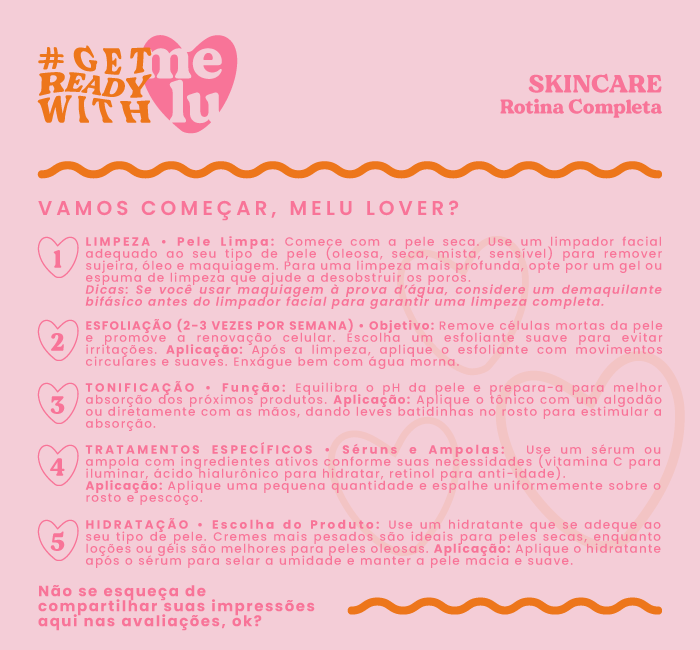 #GET
READY
WITH
me
lu
SKINCARE
Rotina Completa
VAMOS COMEÇAR, MELU LOVER?
1
LIMPEZA • Pele Limpa: Comece com a pele seca. Use um limpador facial
adequado ao seu tipo de pele (oleosa, seca, mista, sensível) para remover
sujeira, óleo e maquiagem. Para uma limpeza mais profunda, opte por um gel ou
espuma de limpeza que ajude a desobstruir os poros.
Dicas: Se você usar maquiagem à prova d'água, considere um demaquilante
bifásico antes do limpador facial para garantir uma limpeza completa.
2
ESFOLIAÇÃO (2-3 VEZES POR SEMANA) • Objetivo: Remove células mortas da pele
e promove a renovação celular. Escolha um esfoliante suave para evitar
irritações. Aplicação: Após a limpeza, aplique o esfoliante com movimentos
circulares e suaves. Enxágue bem com água morna.
3
TONIFICAÇÃO • Função: Equilibra o pH da pele e prepara-a para melhor
absorção dos próximos produtos. Aplicação: Aplique o tônico com um algodão
ou diretamente com as mãos, dando leves batidinhas no rosto para estimular a
absorção.
4
TRATAMENTOS ESPECÍFICOS • Séruns e Ampolas: Use um sérum ou
ampola com ingredientes ativos conforme suas necessidades (vitamina C para
iluminar, ácido hialurônico para hidratar, retinol para anti-idade).
Aplicação: Aplique uma pequena quantidade e espalhe uniformemente sobre o
rosto e pescoço.
5
HIDRATAÇÃO • Escolha do Produto: Use um hidratante que se adeque ao
seu tipo de pele. Cremes mais pesados são ideais para peles secas, enquanto
loções ou géis são melhores para peles oleosas. Aplicação: Aplique o hidratante
após o sérum para selar a umidade e manter a pele macia e suave.
Não se esqueça de
compartilhar suas impressões
aqui nas avaliações, ok?